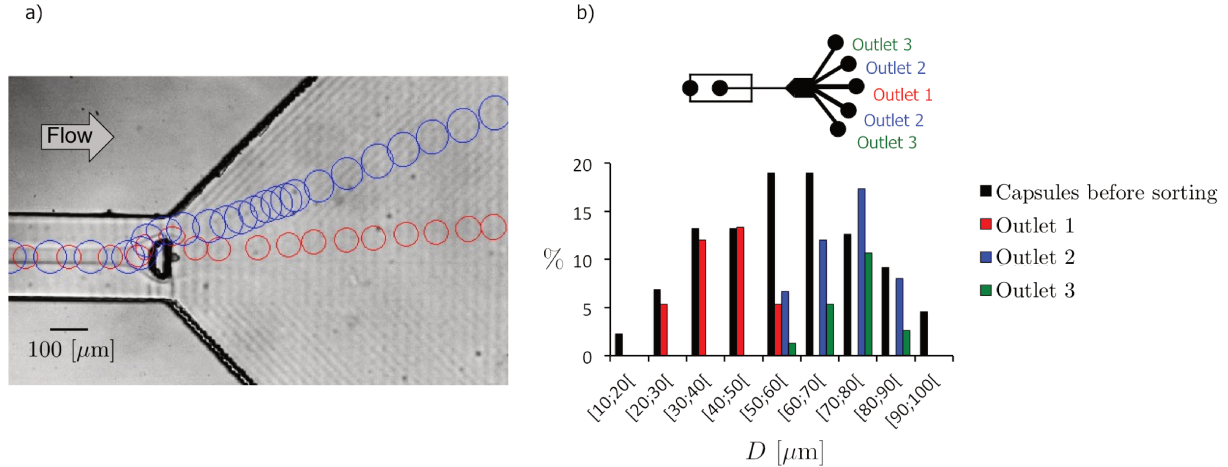 a)
Flow
100 [μm]
b)
Outlet 3
Outlet 2
Outlet 1
Outlet 2
Outlet 3
20
15
10
5
0
%
[10;20[
[20;30[
[30;40[
[40;50[
[50;60[
[60;70[
[70;80[
[80;90[
[90;100[
D [μm]
Capsules before sorting
Outlet 1
Outlet 2
Outlet 3